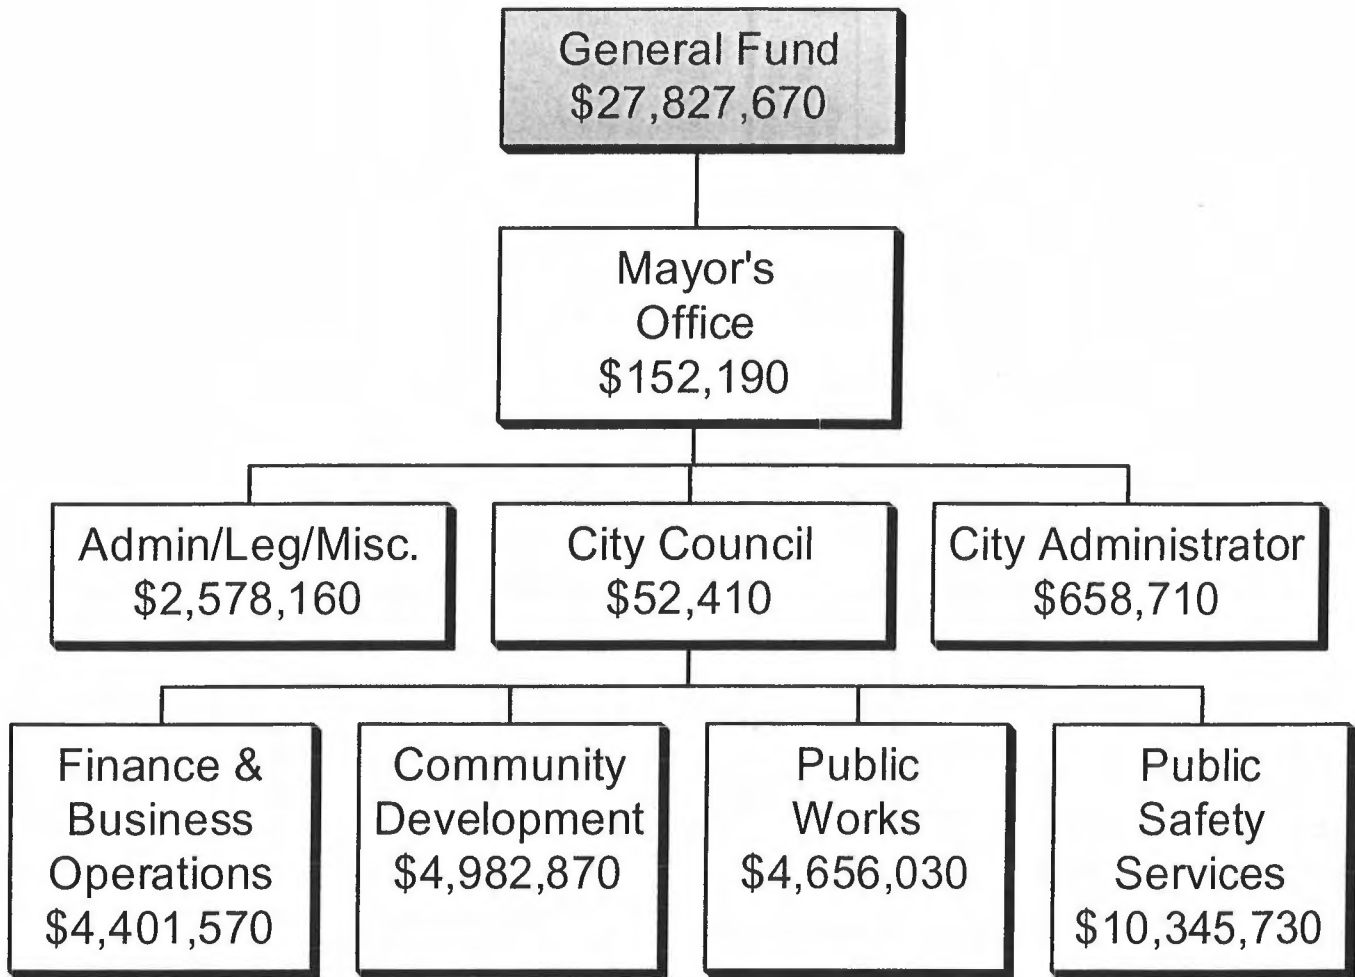 General Fund
$27,827,670
Mayor's
Office
$152,190
Admin/Leg/Misc.
$2,578,160
City Council
$52,410
City Administrator
$658,710
Finance &
Business
Operations
$4,401,570
Community
Development
$4,982,870
Public
Works
$4,656,030
Public
Safety
Services
$10,345,730